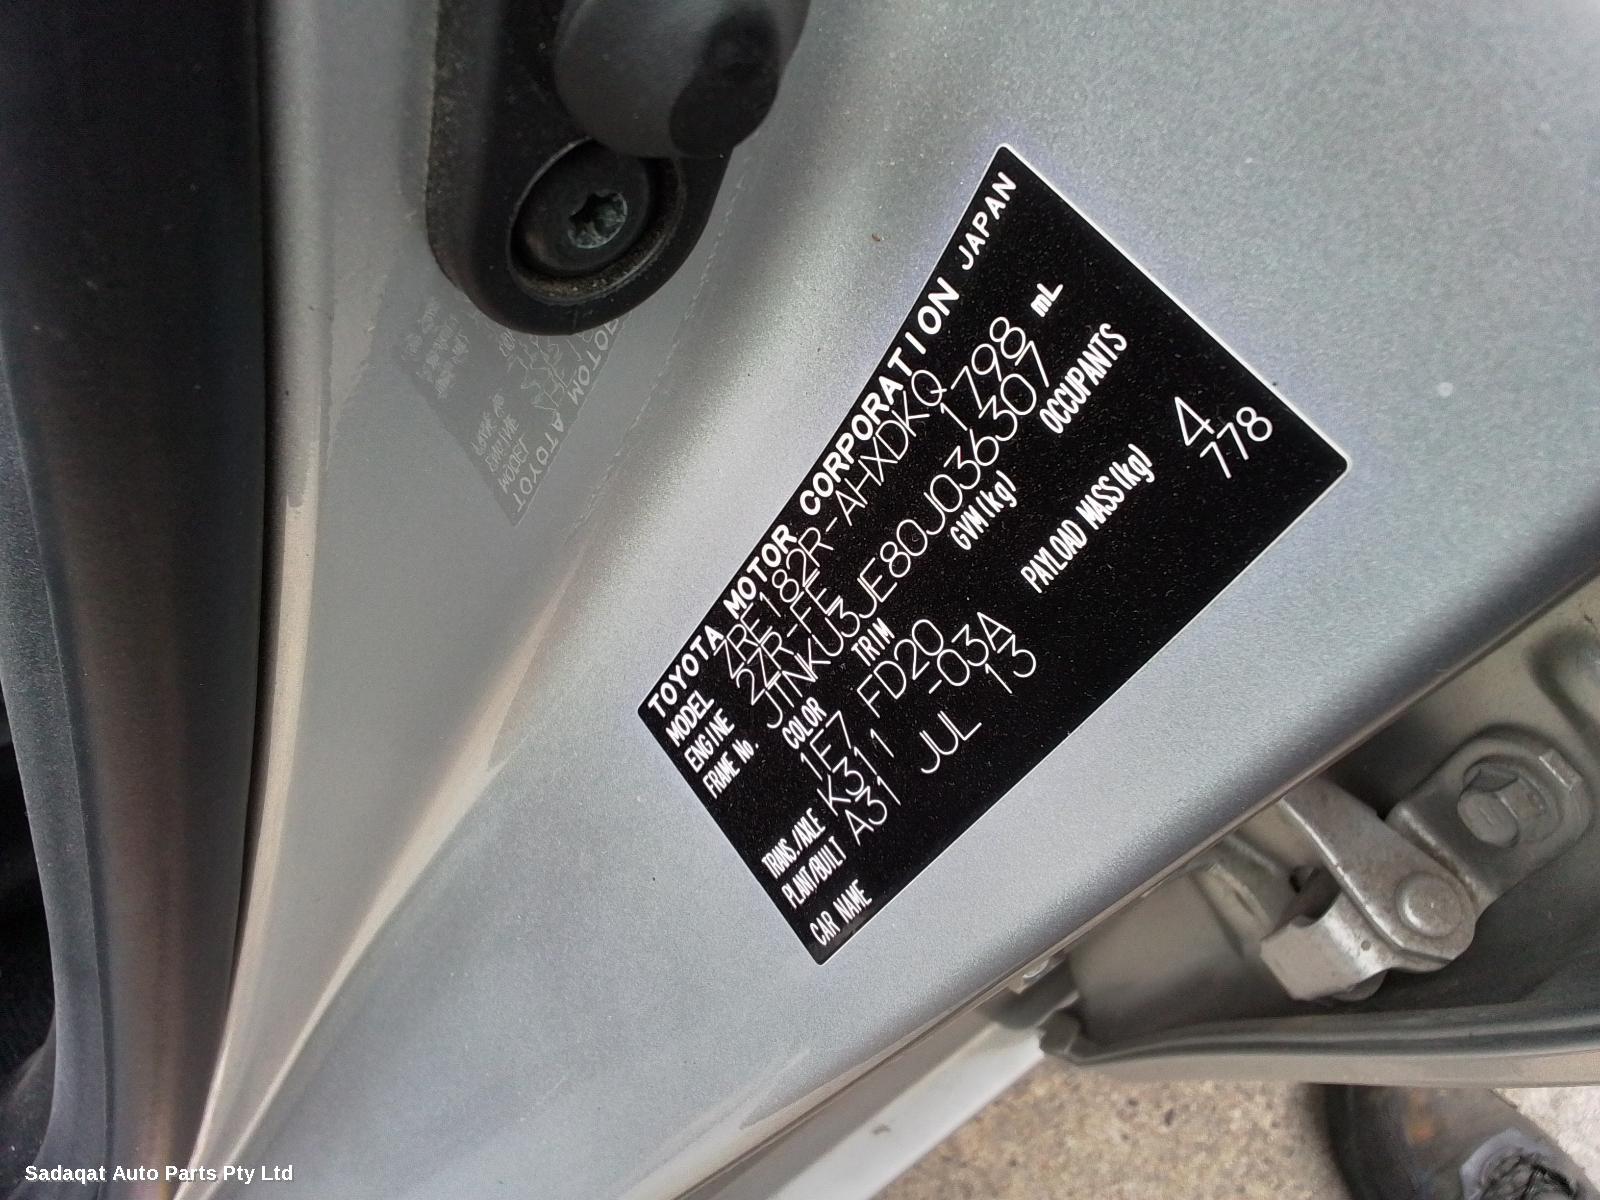 TOYOTA MOTOR CORPORATION JAPAN
MODEL ZRE182R-AHXDKQ
ENGINE 2ZR-FE 1798 mL
FRAME No. JTNKU3JE80J036307
COLOR TRIM GVM(kg) OCCUPANTS
1E7 FD20 4
TRANS./AXLE K311 -03A PAYLOAD MASS(kg) 778
PLANT/BUILT A31 JUL 13
CAR NAME
Sadaqat Auto Parts Pty Ltd